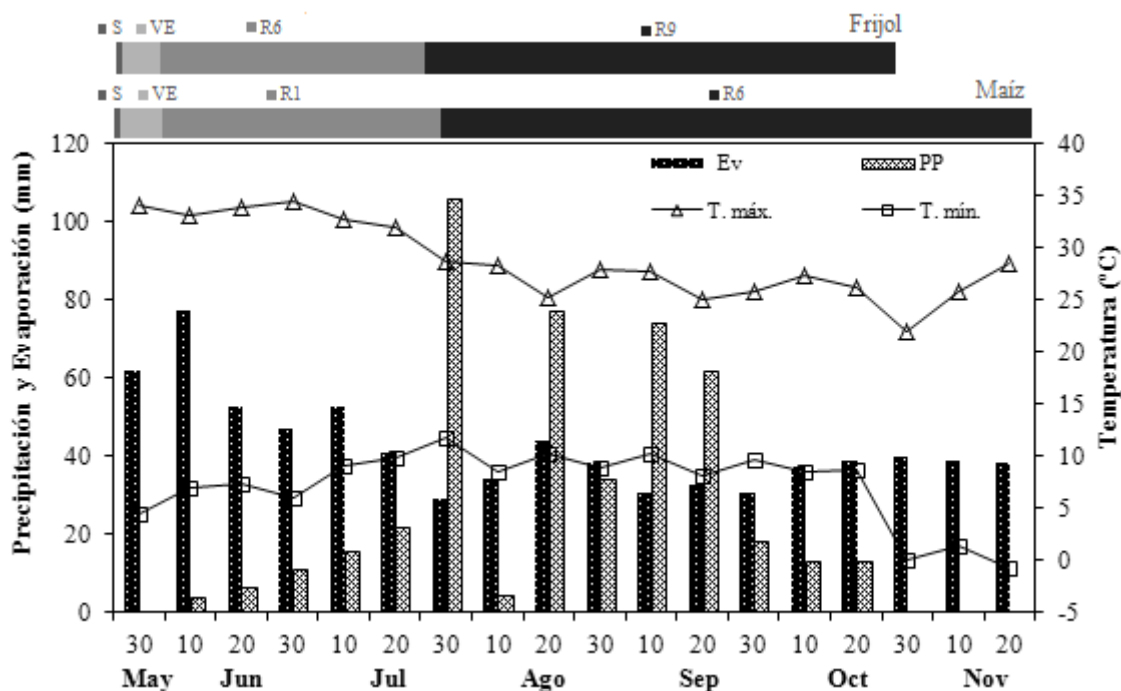 S VE R6 R9 Frijol
S VE R1 R6 Maíz
120 40
Ev PP
100 35
T. máx. T. mín.
30
80 25
60 20
15
40 10
20 5
0
0 -5
Precipitación y Evaporación (mm)
Temperatura (°C)
30 10 20 30 10 20 30 10 20 30 10 20 30 10 20 30 10 20
May Jun Jul Ago Sep Oct Nov